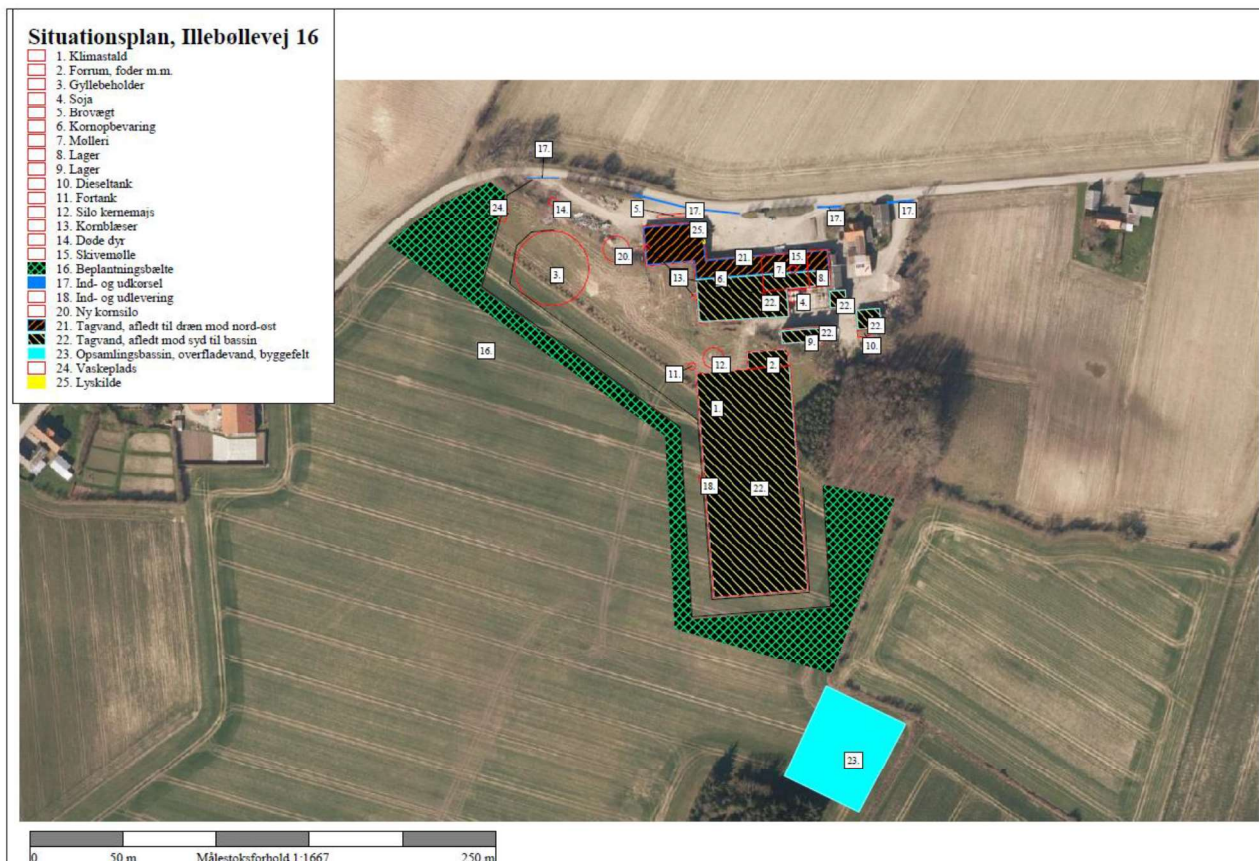 Situationsplan, Illebøllevej 16
1. Klimastald
2. Forrum, foder m.m.
3. Gyllebeholder
4. Soja
5. Brovægt
6. Kornopbevaring
7. Mølleri
8. Lager
9. Lager
10. Dieseltank
11. Fortank
12. Silo kernemajs
13. Kornblæser
14. Døde dyr
15. Skivemølle
16. Beplantningsbælte
17. Ind- og udkørsel
18. Ind- og udlevering
20. Ny kornsilo
21. Tagvand, afledt til dræn mod nord-øst
22. Tagvand, afledt mod syd til bassin
23. Opsamlingsbassin, overfladevand, byggefelt
24. Vaskeplads
25. Lyskilde
17.
24.
14.
5.
17.
17.
17.
25.
20.
21.
15.
3.
13.
6.
7.
8.
22.
4.
22.
22.
9.
22.
10.
16.
11.
12.
2.
1.
18.
22.
23.
0 50 m Målestoksforhold 1:1667 250 m